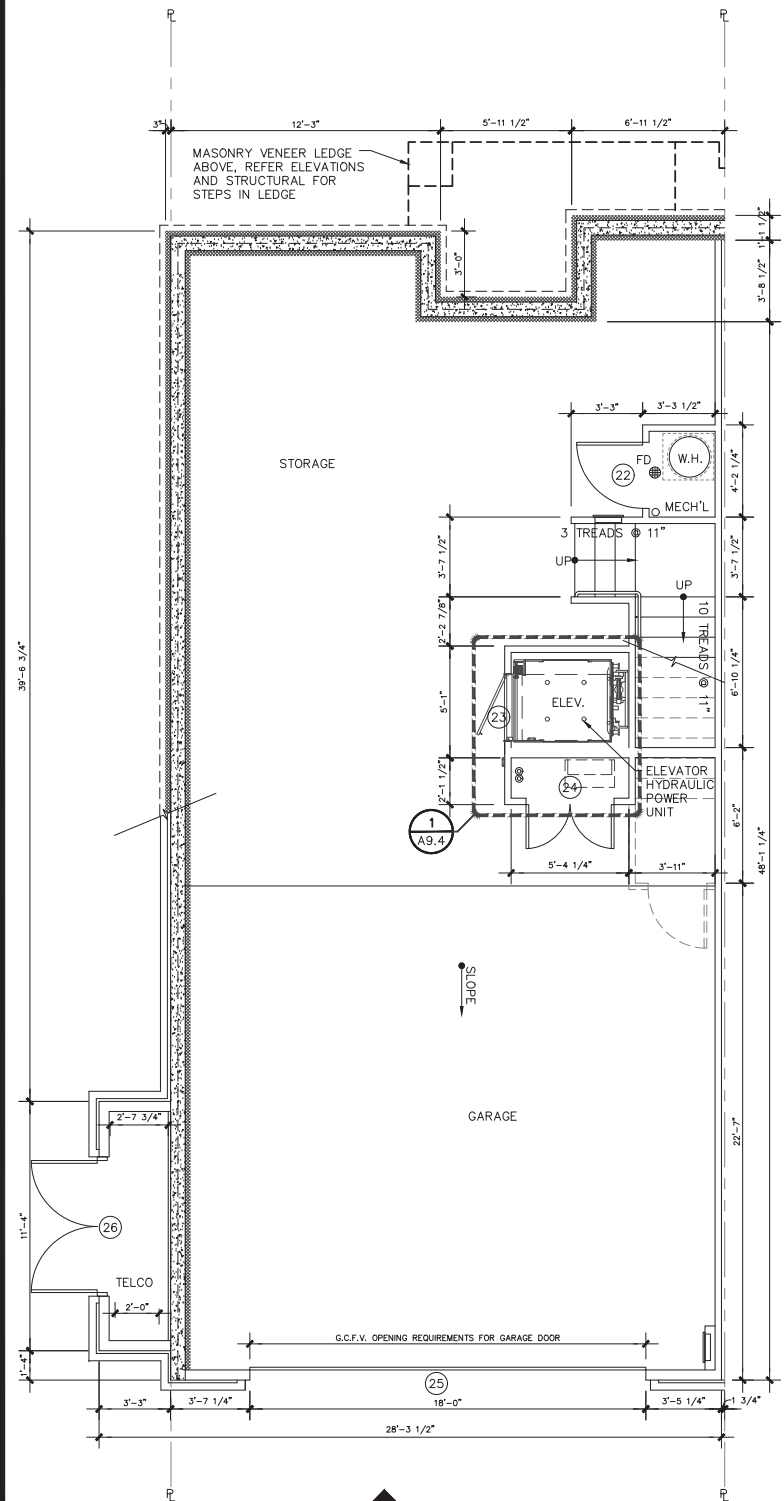 PL
PL
3"
12'-3"
5'-11 1/2"
6'-11 1/2"
MASONRY VENEER LEDGE
ABOVE, REFER ELEVATIONS
AND STRUCTURAL FOR
STEPS IN LEDGE
1'-1 1/2"
3'-0"
3'-8 1/2"
3'-3"
3'-3 1/2"
STORAGE
FD
W.H.
22
4'-2 1/4"
MECH'L
3 TREADS @ 11"
3'-7 1/2"
UP
3'-7 1/2"
UP
10 TREADS @ 11"
2'-2 7/8"
39'-6 3/4"
6'-10 1/4"
5'-1"
ELEV.
23
ELEVATOR
HYDRAULIC
POWER
UNIT
24
2'-1 1/2"
1
A9.4
6'-2"
48'-1 1/4"
5'-4 1/4"
3'-11"
SLOPE
GARAGE
22'-7"
2'-7 3/4"
11'-4"
26
TELCO
2'-0"
G.C.F.V. OPENING REQUIREMENTS FOR GARAGE DOOR
1'-4"
25
3'-3"
3'-7 1/4"
18'-0"
3'-5 1/4"
1 3/4"
28'-3 1/2"
PL
PL